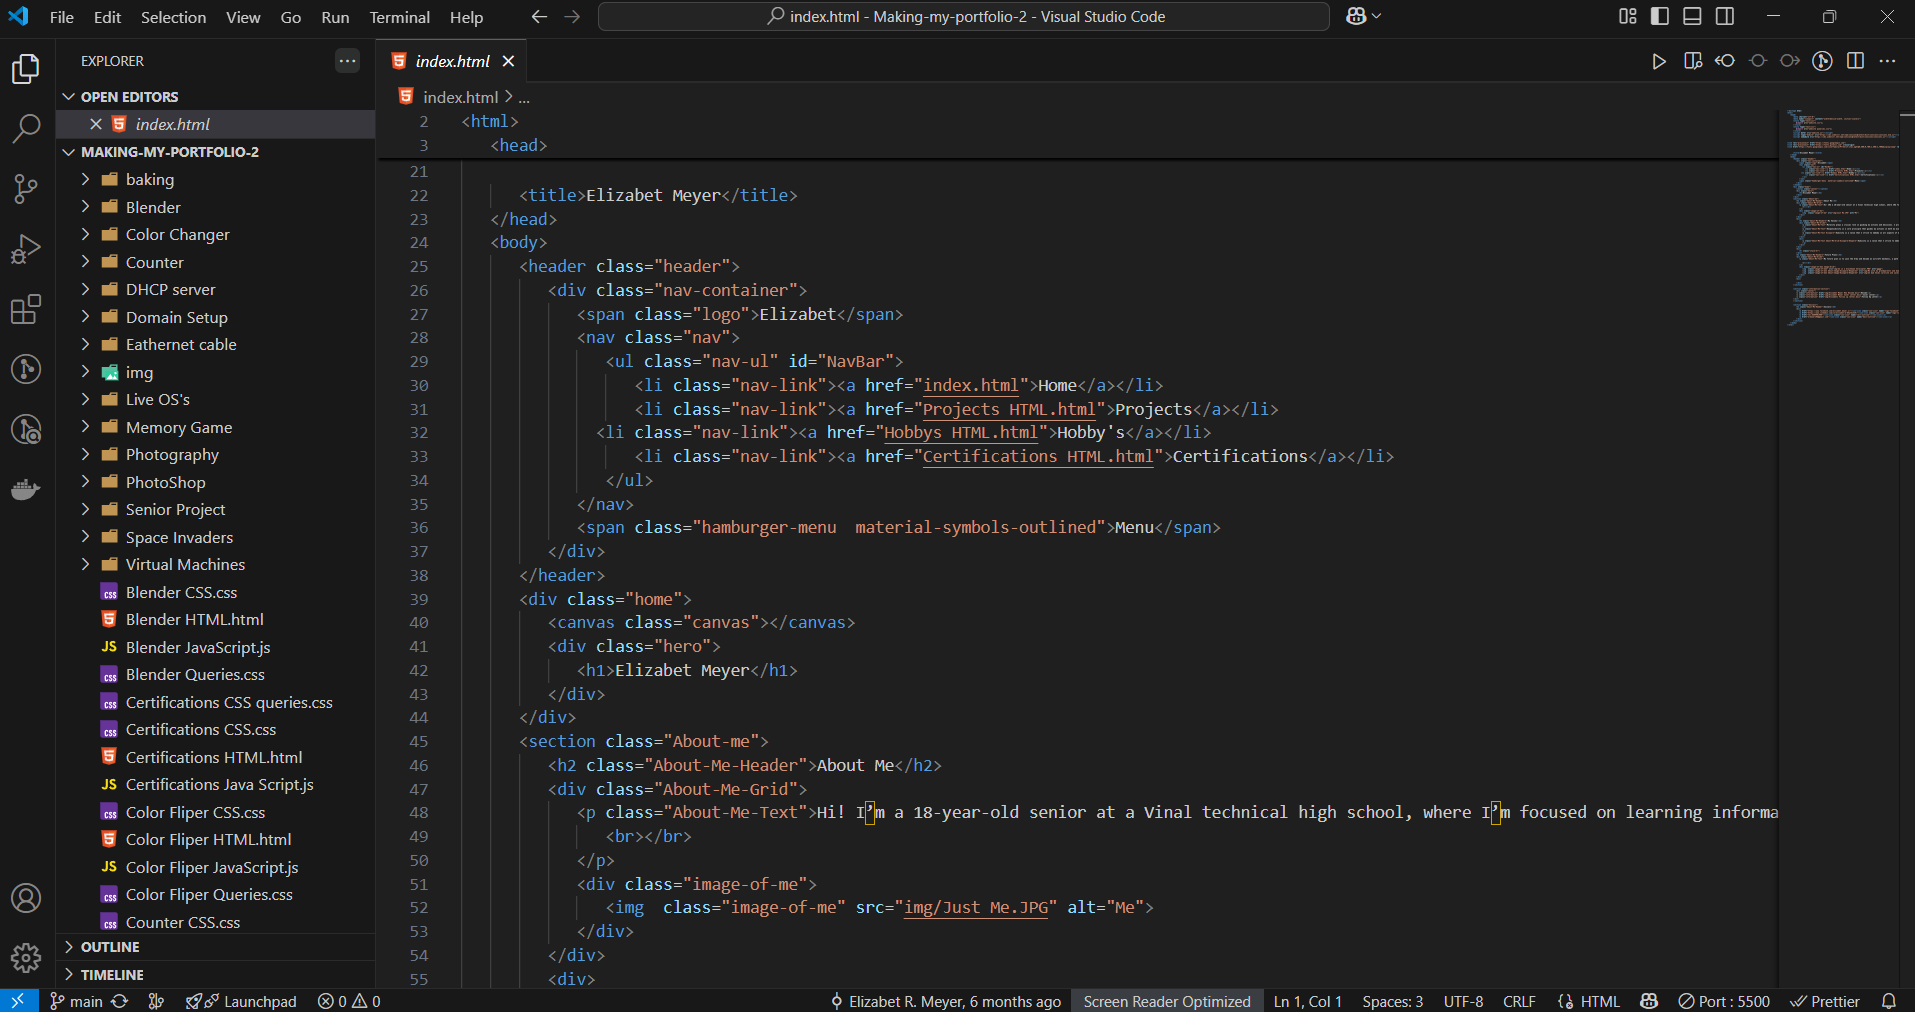 File Edit Selection View Go Run Terminal Help
index.html - Making-my-portfolio-2 - Visual Studio Code
EXPLORER
OPEN EDITORS
index.html
MAKING-MY-PORTFOLIO-2
baking
Blender
Color Changer
Counter
DHCP server
Domain Setup
Eathernet cable
img
Live OS's
Memory Game
Photography
PhotoShop
Senior Project
Space Invaders
Virtual Machines
Blender CSS.css
Blender HTML.html
JS Blender JavaScript.js
Blender Queries.css
Certifications CSS queries.css
Certifications CSS.css
Certifications HTML.html
JS Certifications Java Script.js
Color Fliper CSS.css
Color Fliper HTML.html
JS Color Fliper JavaScript.js
Color Fliper Queries.css
Counter CSS.css
OUTLINE
TIMELINE
index.html
index.html > ...
2 <html>
3 <head>
21
22 <title>Elizabet Meyer</title>
23 </head>
24 <body>
25 <header class="header">
26 <div class="nav-container">
27 <span class="logo">Elizabet</span>
28 <nav class="nav">
29 <ul class="nav-ul" id="NavBar">
30 <li class="nav-link"><a href="index.html">Home</a></li>
31 <li class="nav-link"><a href="Projects HTML.html">Projects</a></li>
32 <li class="nav-link"><a href="Hobbys HTML.html">Hobby's</a></li>
33 <li class="nav-link"><a href="Certifications HTML.html">Certifications</a></li>
34 </ul>
35 </nav>
36 <span class="hamburger-menu  material-symbols-outlined">Menu</span>
37 </div>
38 </header>
39 <div class="home">
40 <canvas class="canvas"></canvas>
41 <div class="hero">
42 <h1>Elizabet Meyer</h1>
43 </div>
44 </div>
45 <section class="About-me">
46 <h2 class="About-Me-Header">About Me</h2>
47 <div class="About-Me-Grid">
48 <p class="About-Me-Text">Hi! I’m a 18-year-old senior at a Vinal technical high school, where I’m focused on learning informa
49 <br></br>
50 </p>
51 <div class="image-of-me">
52 <img  class="image-of-me" src="img/Just Me.JPG" alt="Me">
53 </div>
54 </div>
55 <div>
main Launchpad 0 0 Elizabet R. Meyer, 6 months ago Screen Reader Optimized Ln 1, Col 1 Spaces: 3 UTF-8 CRLF HTML Port : 5500 Prettier